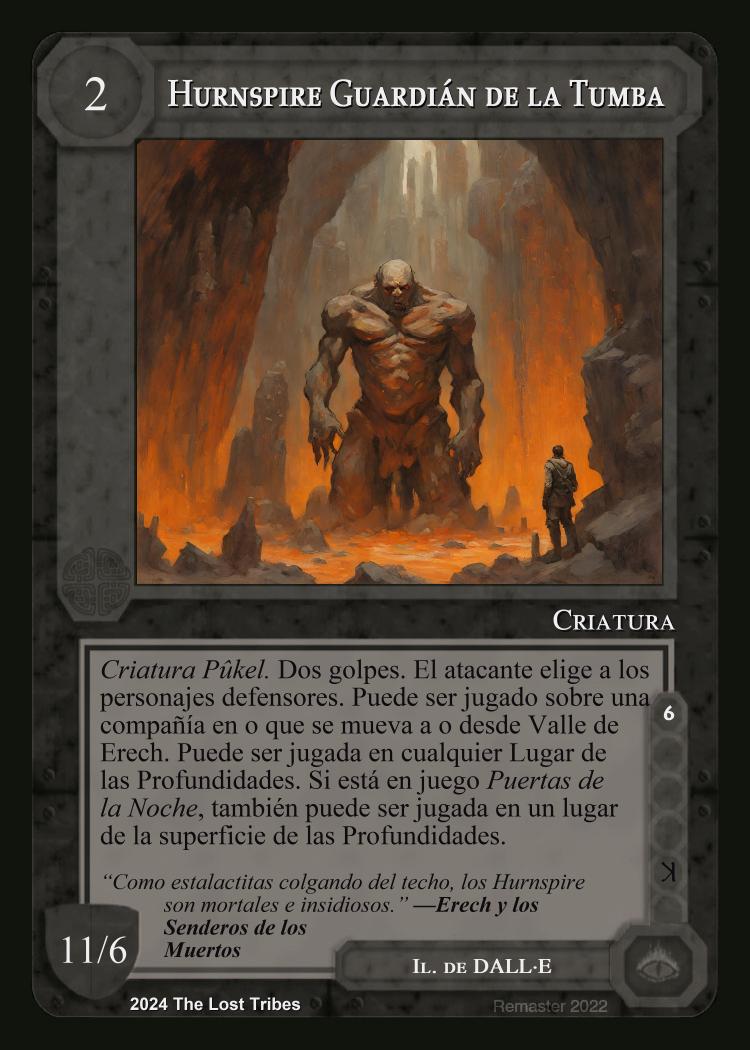 2
Hurnspire Guardián de la Tumba
Criatura
Criatura Pûkel. Dos golpes. El atacante elige a los
personajes defensores. Puede ser jugado sobre una
compañía en o que se mueva a o desde Valle de
Erech. Puede ser jugada en cualquier Lugar de
las Profundidades. Si está en juego Puertas de
la Noche, también puede ser jugada en un lugar
de la superficie de las Profundidades.
6
“Como estalactitas colgando del techo, los Hurnspire
son mortales e insidiosos.” —Erech y los
Senderos de los
Muertos
11/6
Il. de DALL·E
2024 The Lost Tribes
Remaster 2022